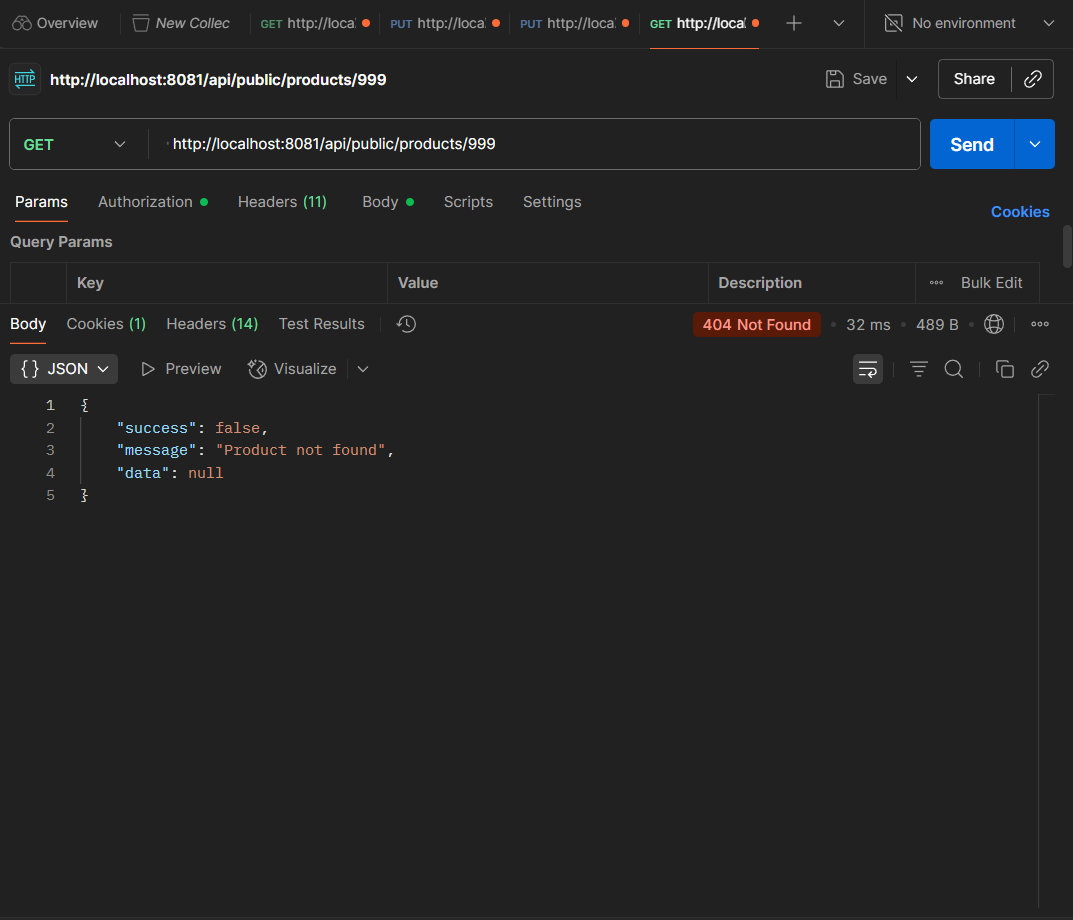 Overview New Collec GET http://local PUT http://local PUT http://local GET http://local No environment
HTTP http://localhost:8081/api/public/products/999 Save Share
GET http://localhost:8081/api/public/products/999 Send
Params Authorization Headers (11) Body Scripts Settings Cookies
Query Params
Key Value Description Bulk Edit
Body Cookies (1) Headers (14) Test Results 404 Not Found 32 ms 489 B
{} JSON Preview Visualize
1 {
2 "success": false,
3 "message": "Product not found",
4 "data": null
5 }